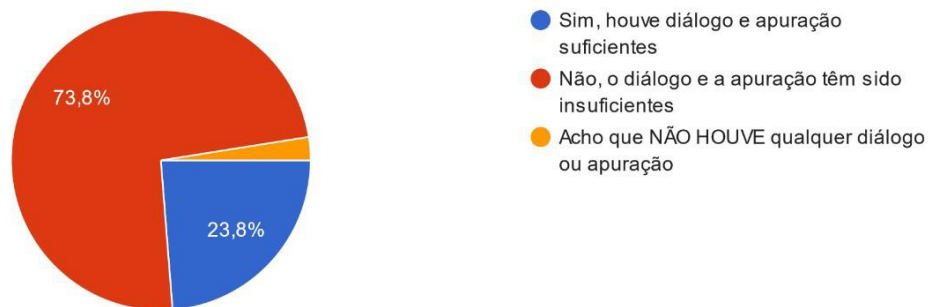 73,8%
23,8%
Sim, houve diálogo e apuração
suficientes
Não, o diálogo e a apuração têm sido
insuficientes
Acho que NÃO HOUVE qualquer diálogo
ou apuração